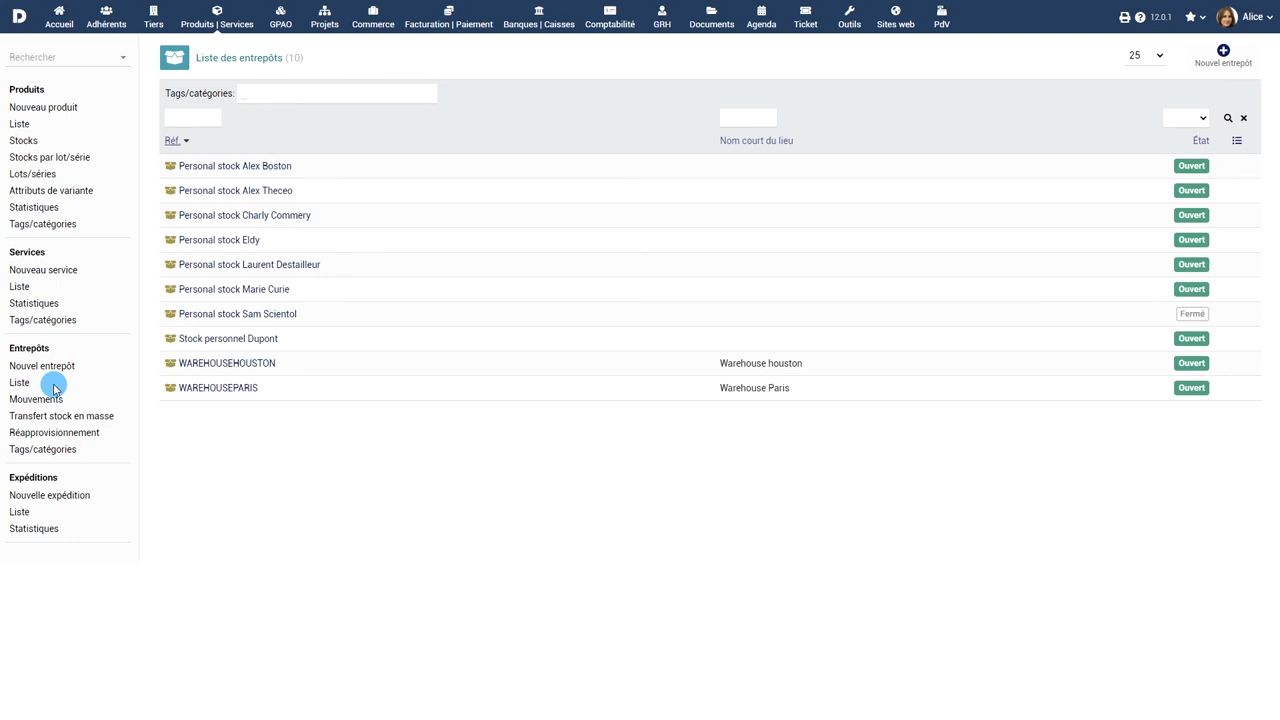 Accueil
Adhérents
Tiers
Produits | Services
GPAO
Projets
Commerce
Facturation | Paiement
Banques | Caisses
Comptabilité
GRH
Documents
Agenda
Ticket
Outils
Sites web
PdV
12.0.1
Alice
Rechercher
Produits
Nouveau produit
Liste
Stocks
Stocks par lot/série
Lots/séries
Attributs de variante
Statistiques
Tags/catégories
Services
Nouveau service
Liste
Statistiques
Tags/catégories
Entrepôts
Nouvel entrepôt
Liste
Mouvements
Transfert stock en masse
Réapprovisionnement
Tags/catégories
Expéditions
Nouvelle expédition
Liste
Statistiques
Liste des entrepôts (10)
25
Nouvel entrepôt
Tags/catégories:
Réf. Nom court du lieu État
Personal stock Alex Boston Ouvert
Personal stock Alex Theceo Ouvert
Personal stock Charly Commery Ouvert
Personal stock Eldy Ouvert
Personal stock Laurent Destailleur Ouvert
Personal stock Marie Curie Ouvert
Personal stock Sam Scientol Fermé
Stock personnel Dupont Ouvert
WAREHOUSEHOUSTON Warehouse houston Ouvert
WAREHOUSEPARIS Warehouse Paris Ouvert